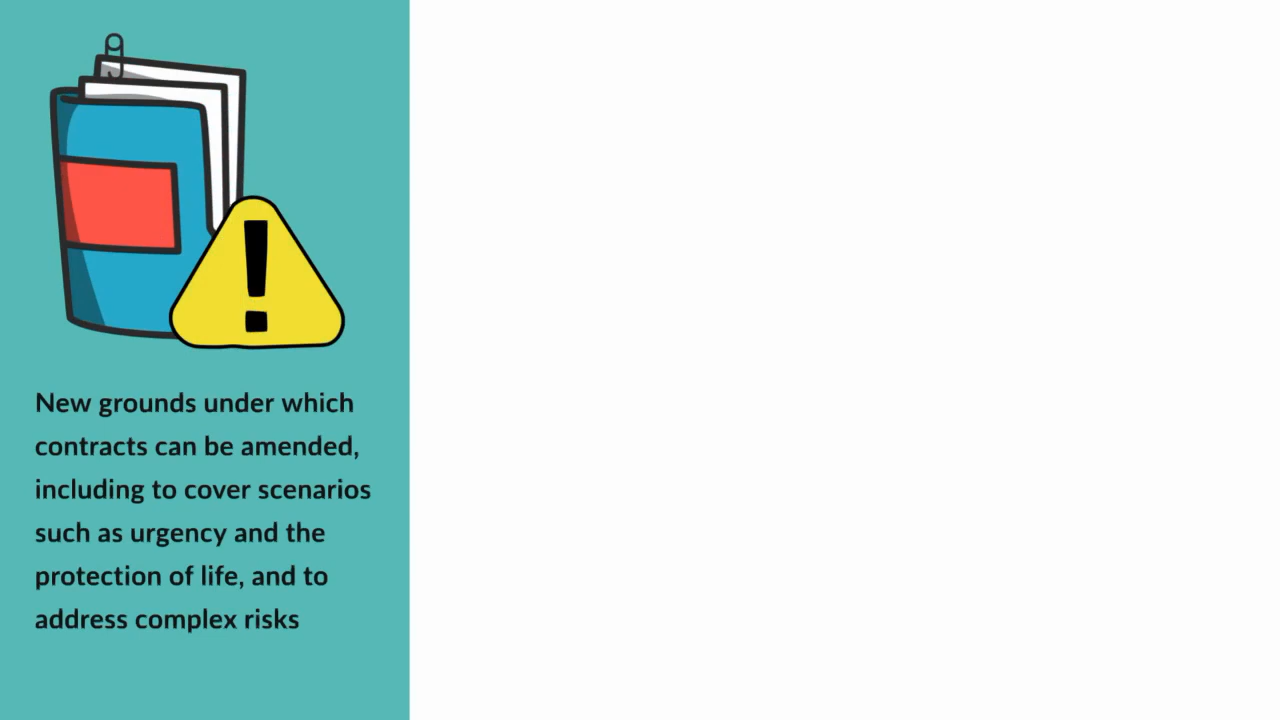 New grounds under which
contracts can be amended,
including to cover scenarios
such as urgency and the
protection of life, and to
address complex risks